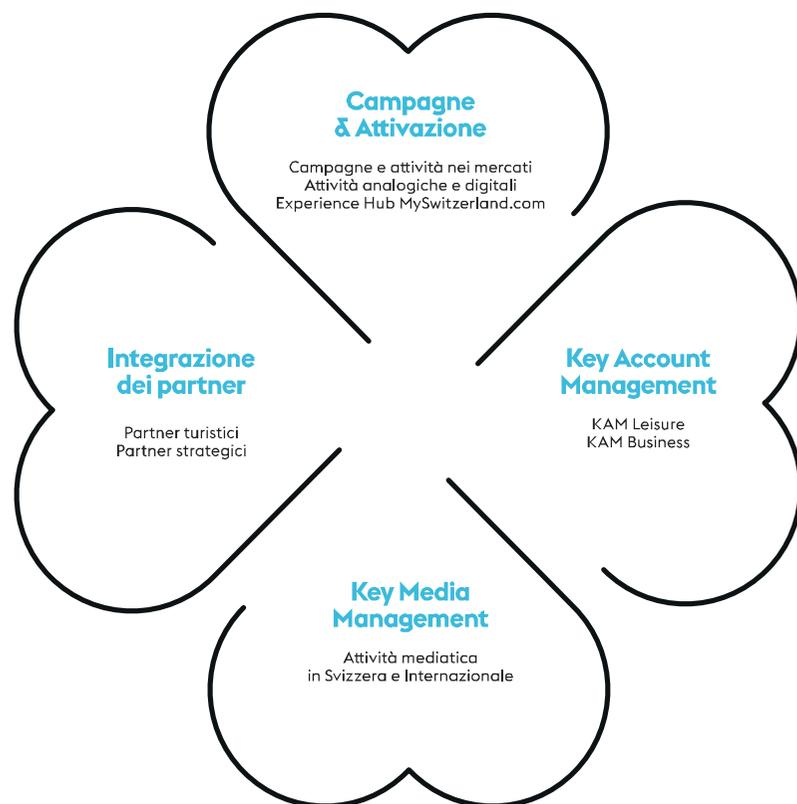 Campagne
& Attivazione
Campagne e attività nei mercati
Attività analogiche e digitali
Experience Hub MySwitzerland.com
Integrazione
dei partner
Partner turistici
Partner strategici
Key Account
Management
KAM Leisure
KAM Business
Key Media
Management
Attività mediatica
in Svizzera e Internazionale